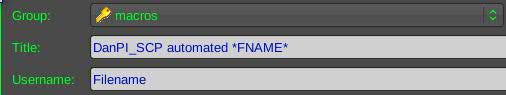 Group: macros
Title: DanPI_SCP automated *FNAME*
Username: Filename